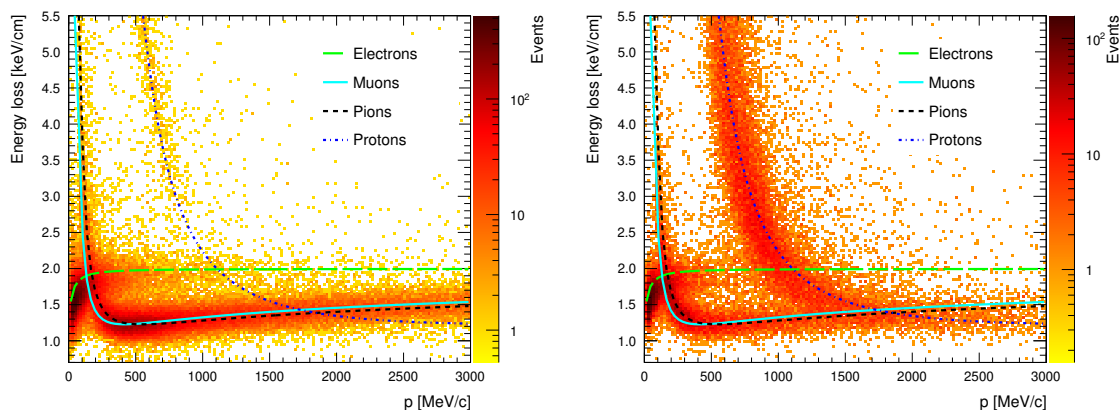 Energy loss [keV/cm]
5.5
5.0
4.5
4.0
3.5
3.0
2.5
2.0
1.5
1.0
0 500 1000 1500 2000 2500 3000
p [MeV/c]
Electrons
Muons
Pions
Protons
Events
10²
10
1
Energy loss [keV/cm]
5.5
5.0
4.5
4.0
3.5
3.0
2.5
2.0
1.5
1.0
0 500 1000 1500 2000 2500 3000
p [MeV/c]
Electrons
Muons
Pions
Protons
Events
10²
10
1